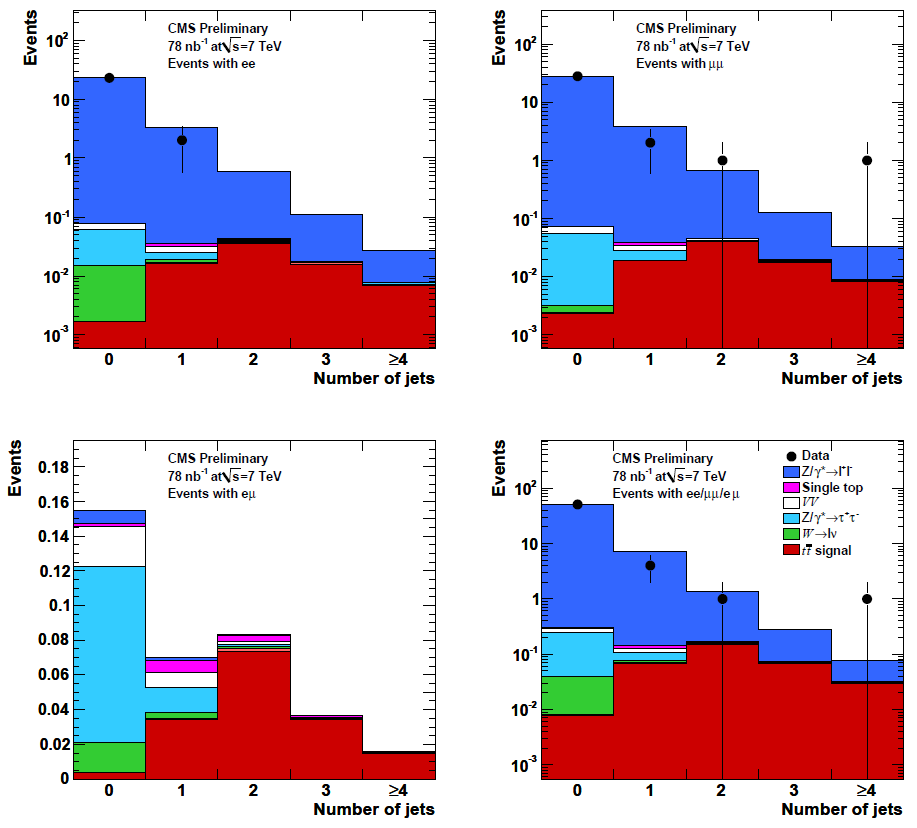 Events
CMS Preliminary
78 nb⁻¹ at √s=7 TeV
Events with ee
10²
10
1
10⁻¹
10⁻²
10⁻³
0 1 2 3 ≥4
Number of jets
Events
CMS Preliminary
78 nb⁻¹ at √s=7 TeV
Events with μμ
10²
10
1
10⁻¹
10⁻²
10⁻³
0 1 2 3 ≥4
Number of jets
Events
CMS Preliminary
78 nb⁻¹ at √s=7 TeV
Events with eμ
0.18
0.16
0.14
0.12
0.1
0.08
0.06
0.04
0.02
0
0 1 2 3 ≥4
Number of jets
Events
CMS Preliminary
78 nb⁻¹ at √s=7 TeV
Events with ee/μμ/eμ
Data
Z/γ*→l⁺l⁻
Single top
VV
Z/γ*→τ⁺τ⁻
W→lν
tt̅ signal
10²
10
1
10⁻¹
10⁻²
10⁻³
0 1 2 3 ≥4
Number of jets